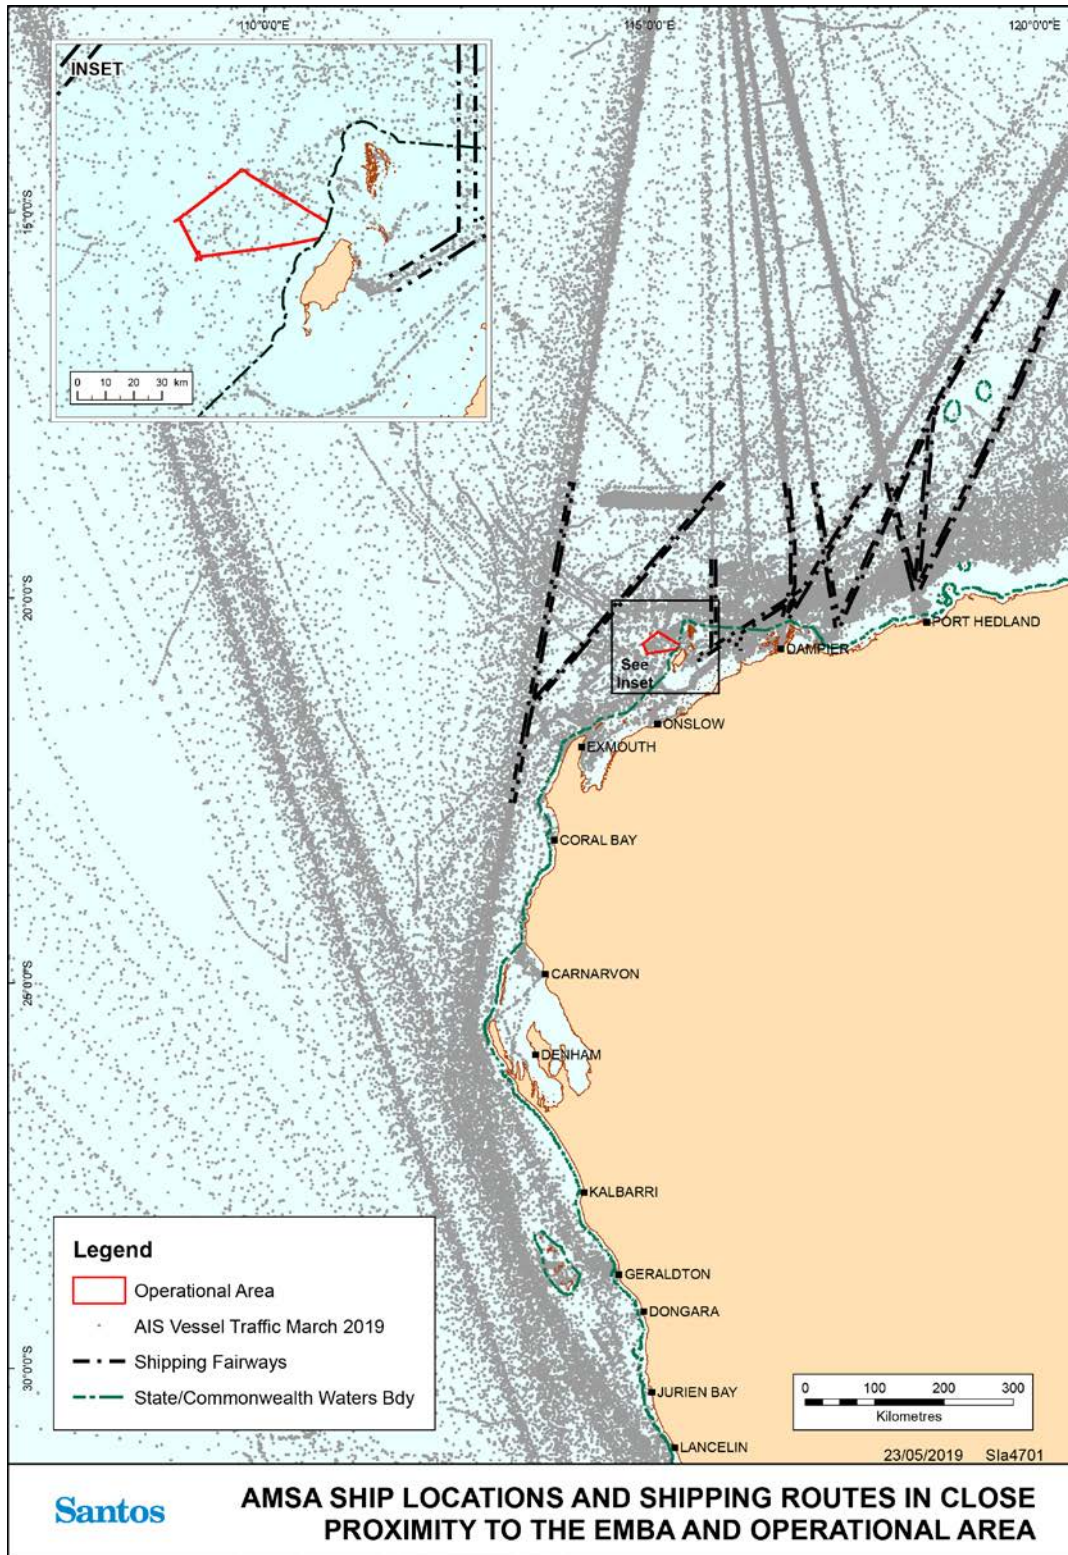 110°0'0"E
115°0'0"E
120°0'0"E
INSET
0 10 20 30 km
15°0'0"S
20°0'0"S
25°0'0"S
30°0'0"S
See
Inset
PORT HEDLAND
DAMPIER
ONSLOW
EXMOUTH
CORAL BAY
CARNARVON
DENHAM
KALBARRI
GERALDTON
DONGARA
JURIEN BAY
LANCELIN
Legend
Operational Area
AIS Vessel Traffic March 2019
Shipping Fairways
State/Commonwealth Waters Bdy
0 50 100 200 300
Kilometres
23/05/2019 Sla4701
Santos
AMSA SHIP LOCATIONS AND SHIPPING ROUTES IN CLOSE
PROXIMITY TO THE EMBA AND OPERATIONAL AREA